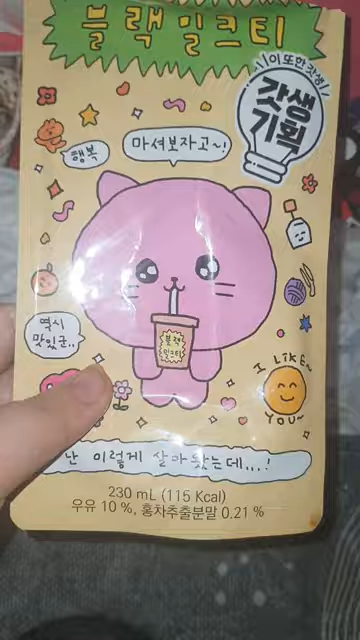 블랙밀크티
이 또한 갓생
갓생
기획
행복
마셔보자고~!
역시
맛있군..
블랙
밀크티
I LIKE~
YOU~
난 이렇게 살아왔는데...!
230 mL (115 Kcal)
우유 10 %, 홍차추출분말 0.21 %